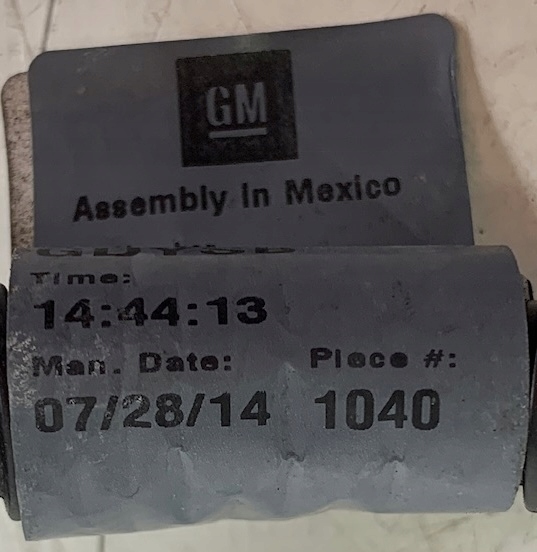 GM
Assembly In Mexico
Time:
14:44:13
Man. Date: Piece #:
07/28/14 1040